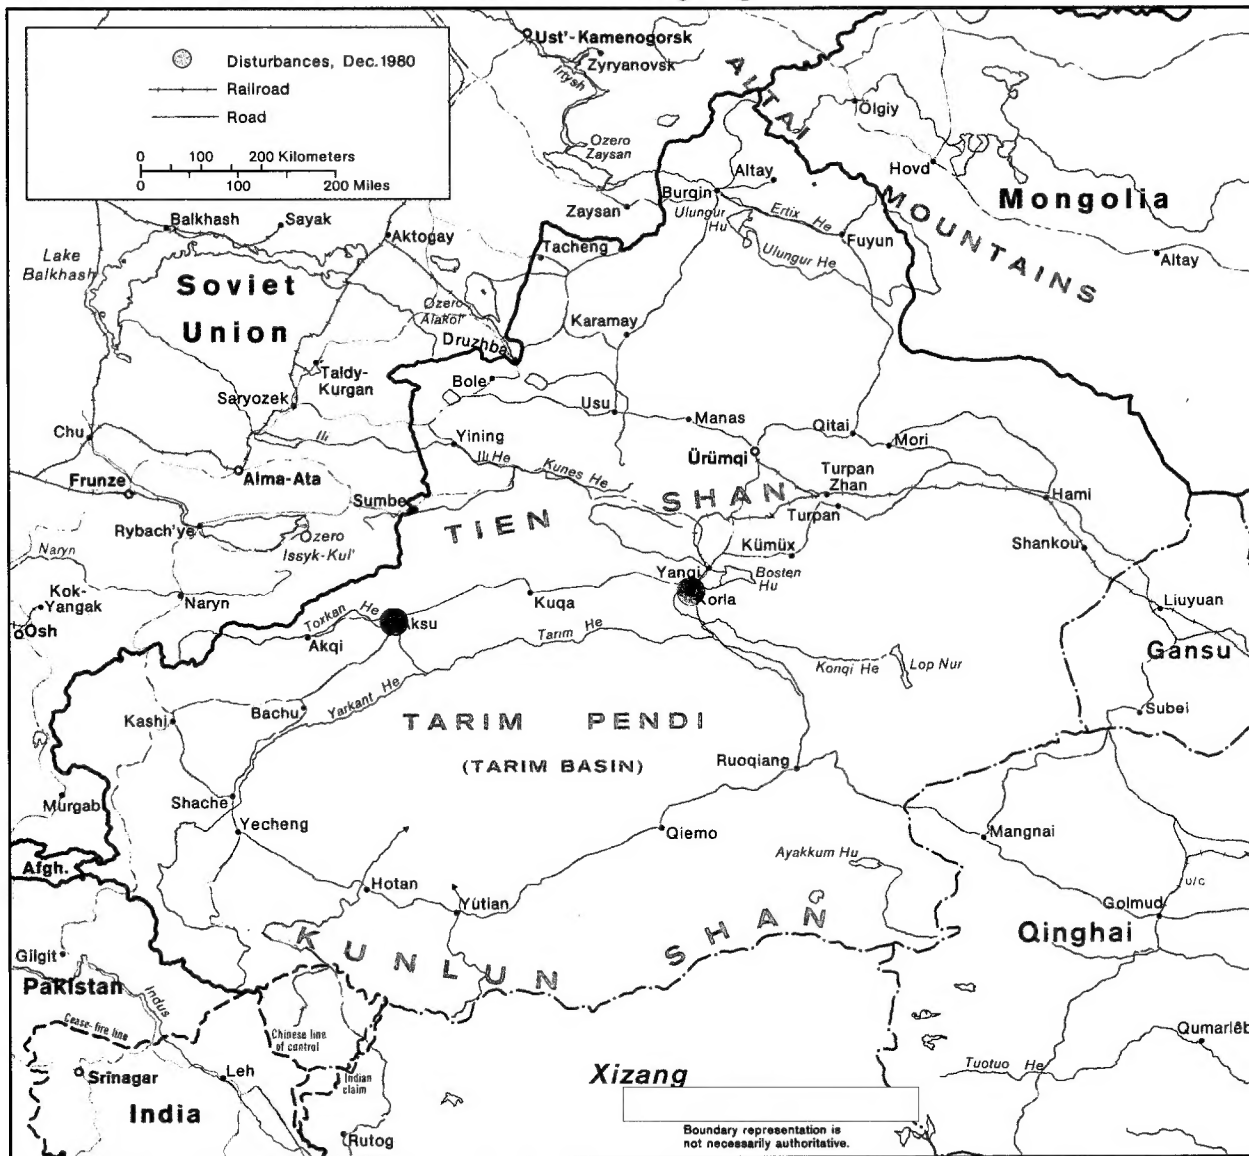 Disturbances, Dec. 1980
Railroad
Road
0 100 200 Kilometers
0 100 200 Miles
Ust'-Kamenogorsk
Zyryanovsk
Irtysh
ALTAI
MOUNTAINS
Ölgiy
Ozero
Zaysan
Altay
Hovd
Burqin
Mongolia
Zaysan
Ulungur
Hu
Ertix He
Fuyun
Balkhash
Sayak
Aktogay
Tacheng
Ulungur He
Altay
Lake
Balkhash
Soviet
Union
Ozero
Alakol'
Karamay
Druzhba
Taldy-
Kurgan
Bole
Saryozek
Usu
Manas
Chu
Ili
Yining
Qitai
Mori
Ili He
Kunes He
Ürümqi
Frunze
Alma-Ata
Turpan
Zhan
Sumbe
TIEN SHAN
Hami
Rybach'ye
Turpan
Ozero
Issyk-Kul'
Shankou
Naryn
Kümüx
Yanqi
Bosten
Hu
Kok-
Yangak
Naryn
Kuqa
Korla
Liuyuan
Osh
Toxkan He
Aksu
Akqi
Tarim He
Gansu
Konqi He
Lop Nur
Kashi
Bachu
Yarkant He
Subei
TARIM PENDI
(TARIM BASIN)
Ruoqiang
Murgab
Shache
Yecheng
Qiemo
Mangnai
Afgh.
Ayakkum Hu
u/c
Hotan
Yutian
Golmud
KUNLUN SHAN
Qinghai
Gilgit
Pakistan
Indus
Cease-fire line
Chinese line
of control
Qumarlêb
Xizang
Tuotuo He
Srinagar
Leh
Indian
claim
India
Rutog
Boundary representation is
not necessarily authoritative.